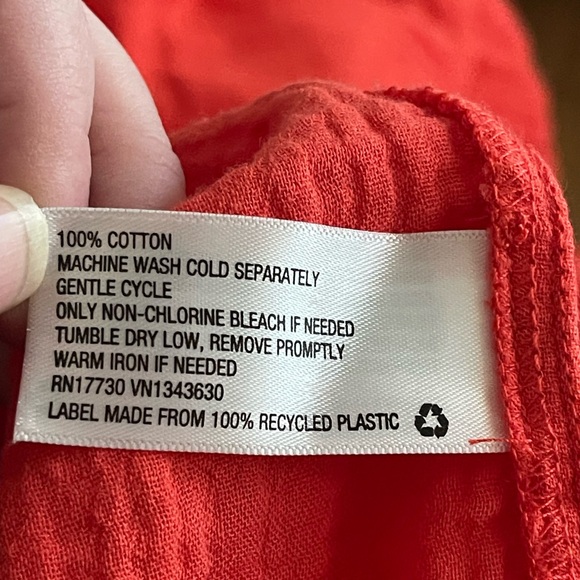 100% COTTON
MACHINE WASH COLD SEPARATELY
GENTLE CYCLE
ONLY NON-CHLORINE BLEACH IF NEEDED
TUMBLE DRY LOW, REMOVE PROMPTLY
WARM IRON IF NEEDED
RN17730 VN1343630
LABEL MADE FROM 100% RECYCLED PLASTIC